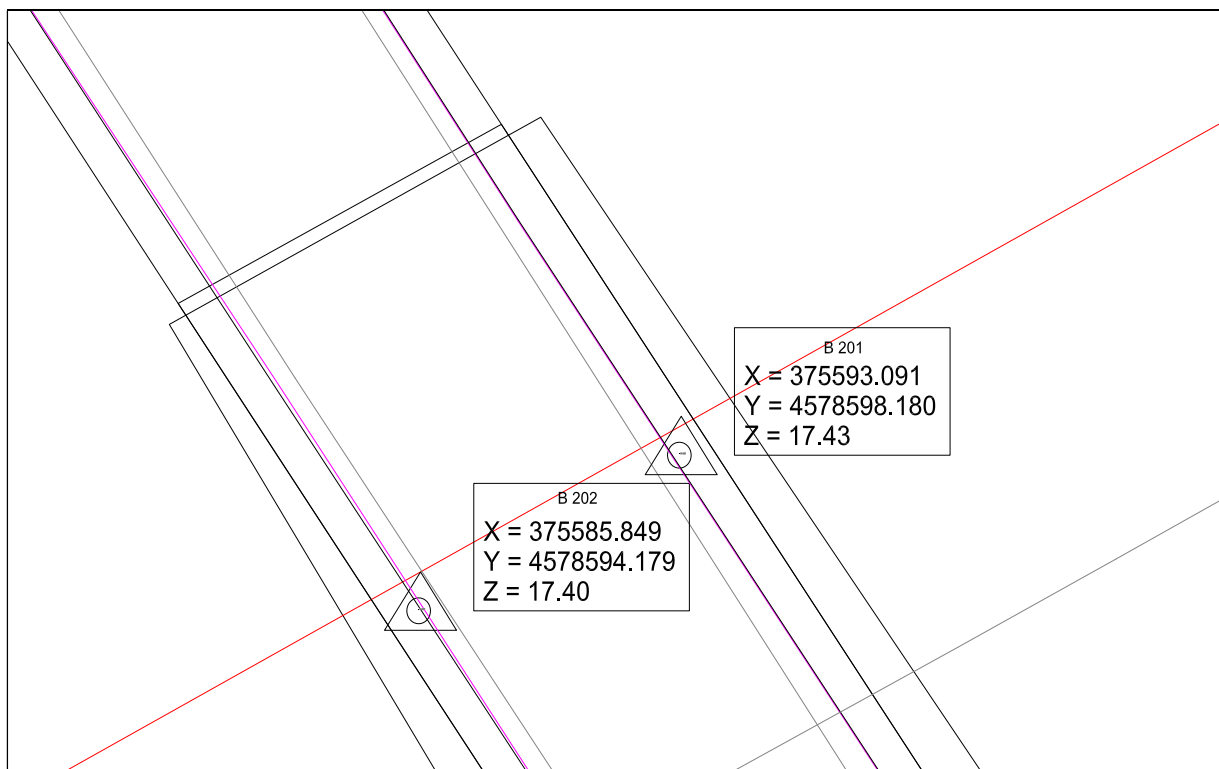 B 201
X = 375593.091
Y = 4578598.180
Z = 17.43
B 202
X = 375585.849
Y = 4578594.179
Z = 17.40